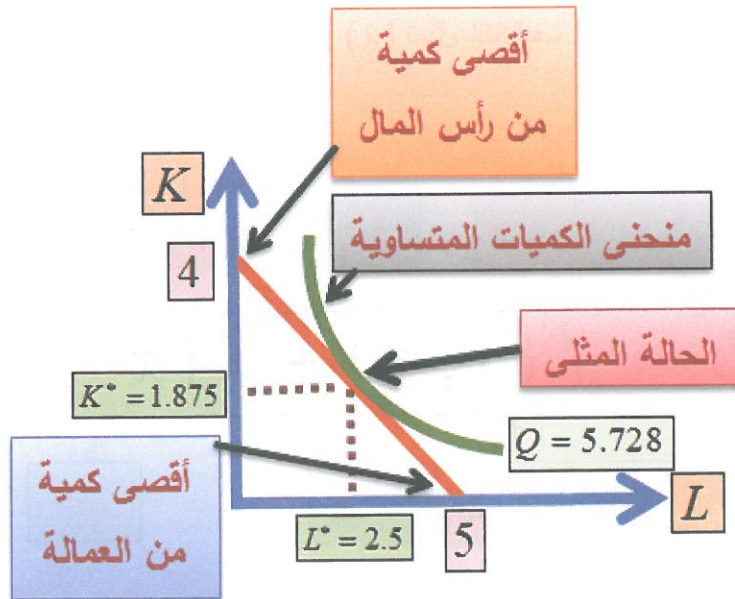 أقصى كمية
من رأس المال
K
منحنى الكميات المتساوية
4
الحالة المثلى
K* = 1.875
Q = 5.728
أقصى كمية
من العمالة
L* = 2.5
5
L